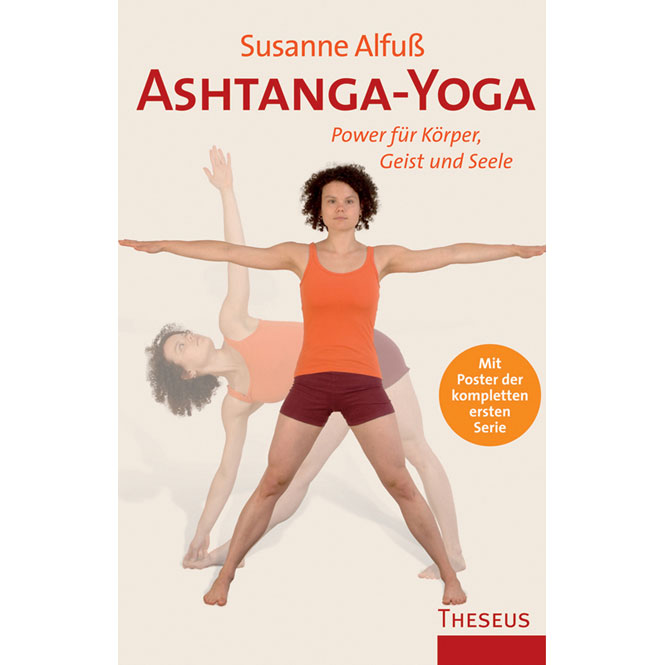 Susanne Alfuß
ASHTANGA-YOGA
Power für Körper,
Geist und Seele
Mit
Poster der
kompletten
ersten
Serie
THESEUS